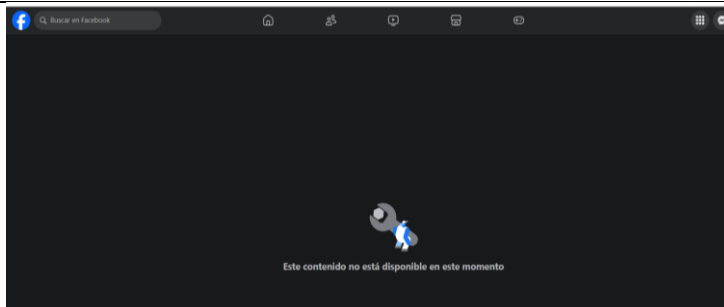 Buscar en Facebook
Este contenido no está disponible en este momento